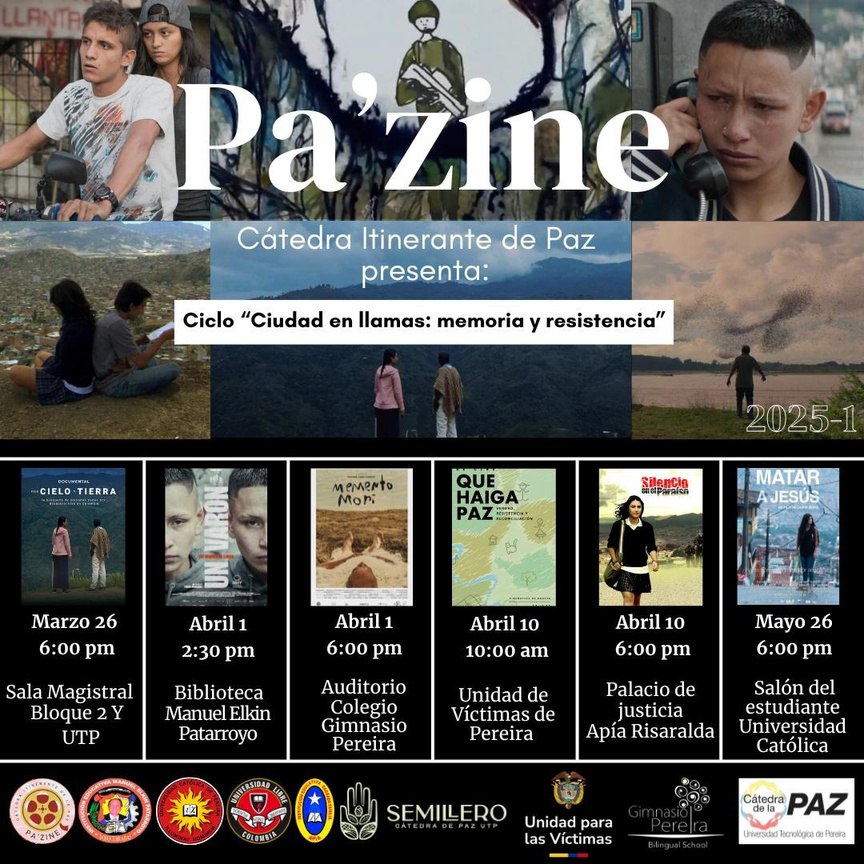 LLANTA
Pa'zine
Cátedra Itinerante de Paz
presenta:
Ciclo “Ciudad en llamas: memoria y resistencia”
2025-1
DOCUMENTAL
CIELO Y TIERRA
Marzo 26
6:00 pm
Sala Magistral
Bloque 2 Y
UTP
UN VARÓN
Abril 1
2:30 pm
Biblioteca
Manuel Elkin
Patarroyo
MEMENTO
MORI
Abril 1
6:00 pm
Auditorio
Colegio
Gimnasio
Pereira
QUE
HAIGA
PAZ
Abril 10
10:00 am
Unidad de
Víctimas de
Pereira
Silencio
en el Paraíso
Abril 10
6:00 pm
Palacio de
justicia
Apía Risaralda
MATAR
A JESÚS
Mayo 26
6:00 pm
Salón del
estudiante
Universidad
Católica
PA'ZINE
UNIVERSIDAD LIBRE
COLOMBIA
SEMILLERO
CÁTEDRA DE PAZ UTP
Unidad para
las Víctimas
Gimnasio
Pereira
Bilingual School
Cátedra
de la
PAZ
Universidad Tecnológica de Pereira